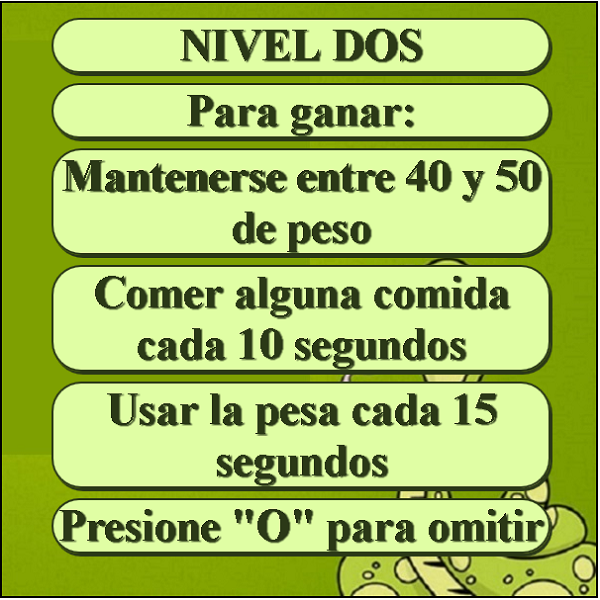 NIVEL DOS
Para ganar:
Mantenerse entre 40 y 50
de peso
Comer alguna comida
cada 10 segundos
Usar la pesa cada 15
segundos
Presione "O" para omitir